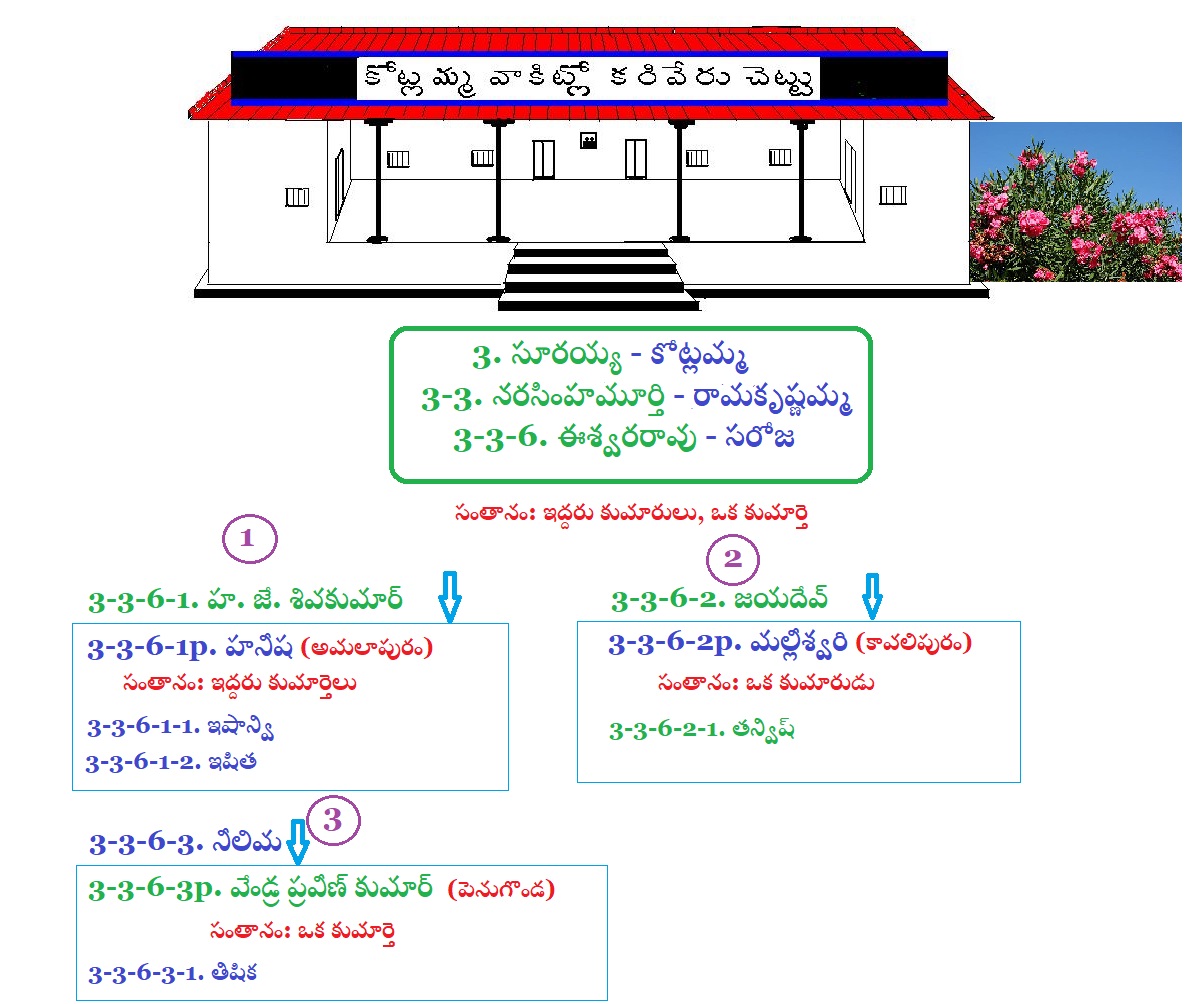 కోట్లమ్మ వాకిట్లో కరివేరు చెట్టు
3. సూరయ్య - కోట్లమ్మ
3-3. నరసింహమూర్తి - రామకృష్ణమ్మ
3-3-6. ఈశ్వరరావు - సరోజ
సంతానం: ఇద్దరు కుమారులు, ఒక కుమార్తె
1
3-3-6-1. హ. జే. శివకుమార్
3-3-6-1p. హనీష (అమలాపురం)
సంతానం: ఇద్దరు కుమార్తెలు
3-3-6-1-1. ఇషాన్వి
3-3-6-1-2. ఇషిత
2
3-3-6-2. జయదేవ్
3-3-6-2p. మల్లీశ్వరి (కావలిపురం)
సంతానం: ఒక కుమారుడు
3-3-6-2-1. తన్విష్
3
3-3-6-3. నీలిమ
3-3-6-3p. వేండ్ర ప్రవీణ్ కుమార్ (పెనుగొండ)
సంతానం: ఒక కుమార్తె
3-3-6-3-1. తిషిక